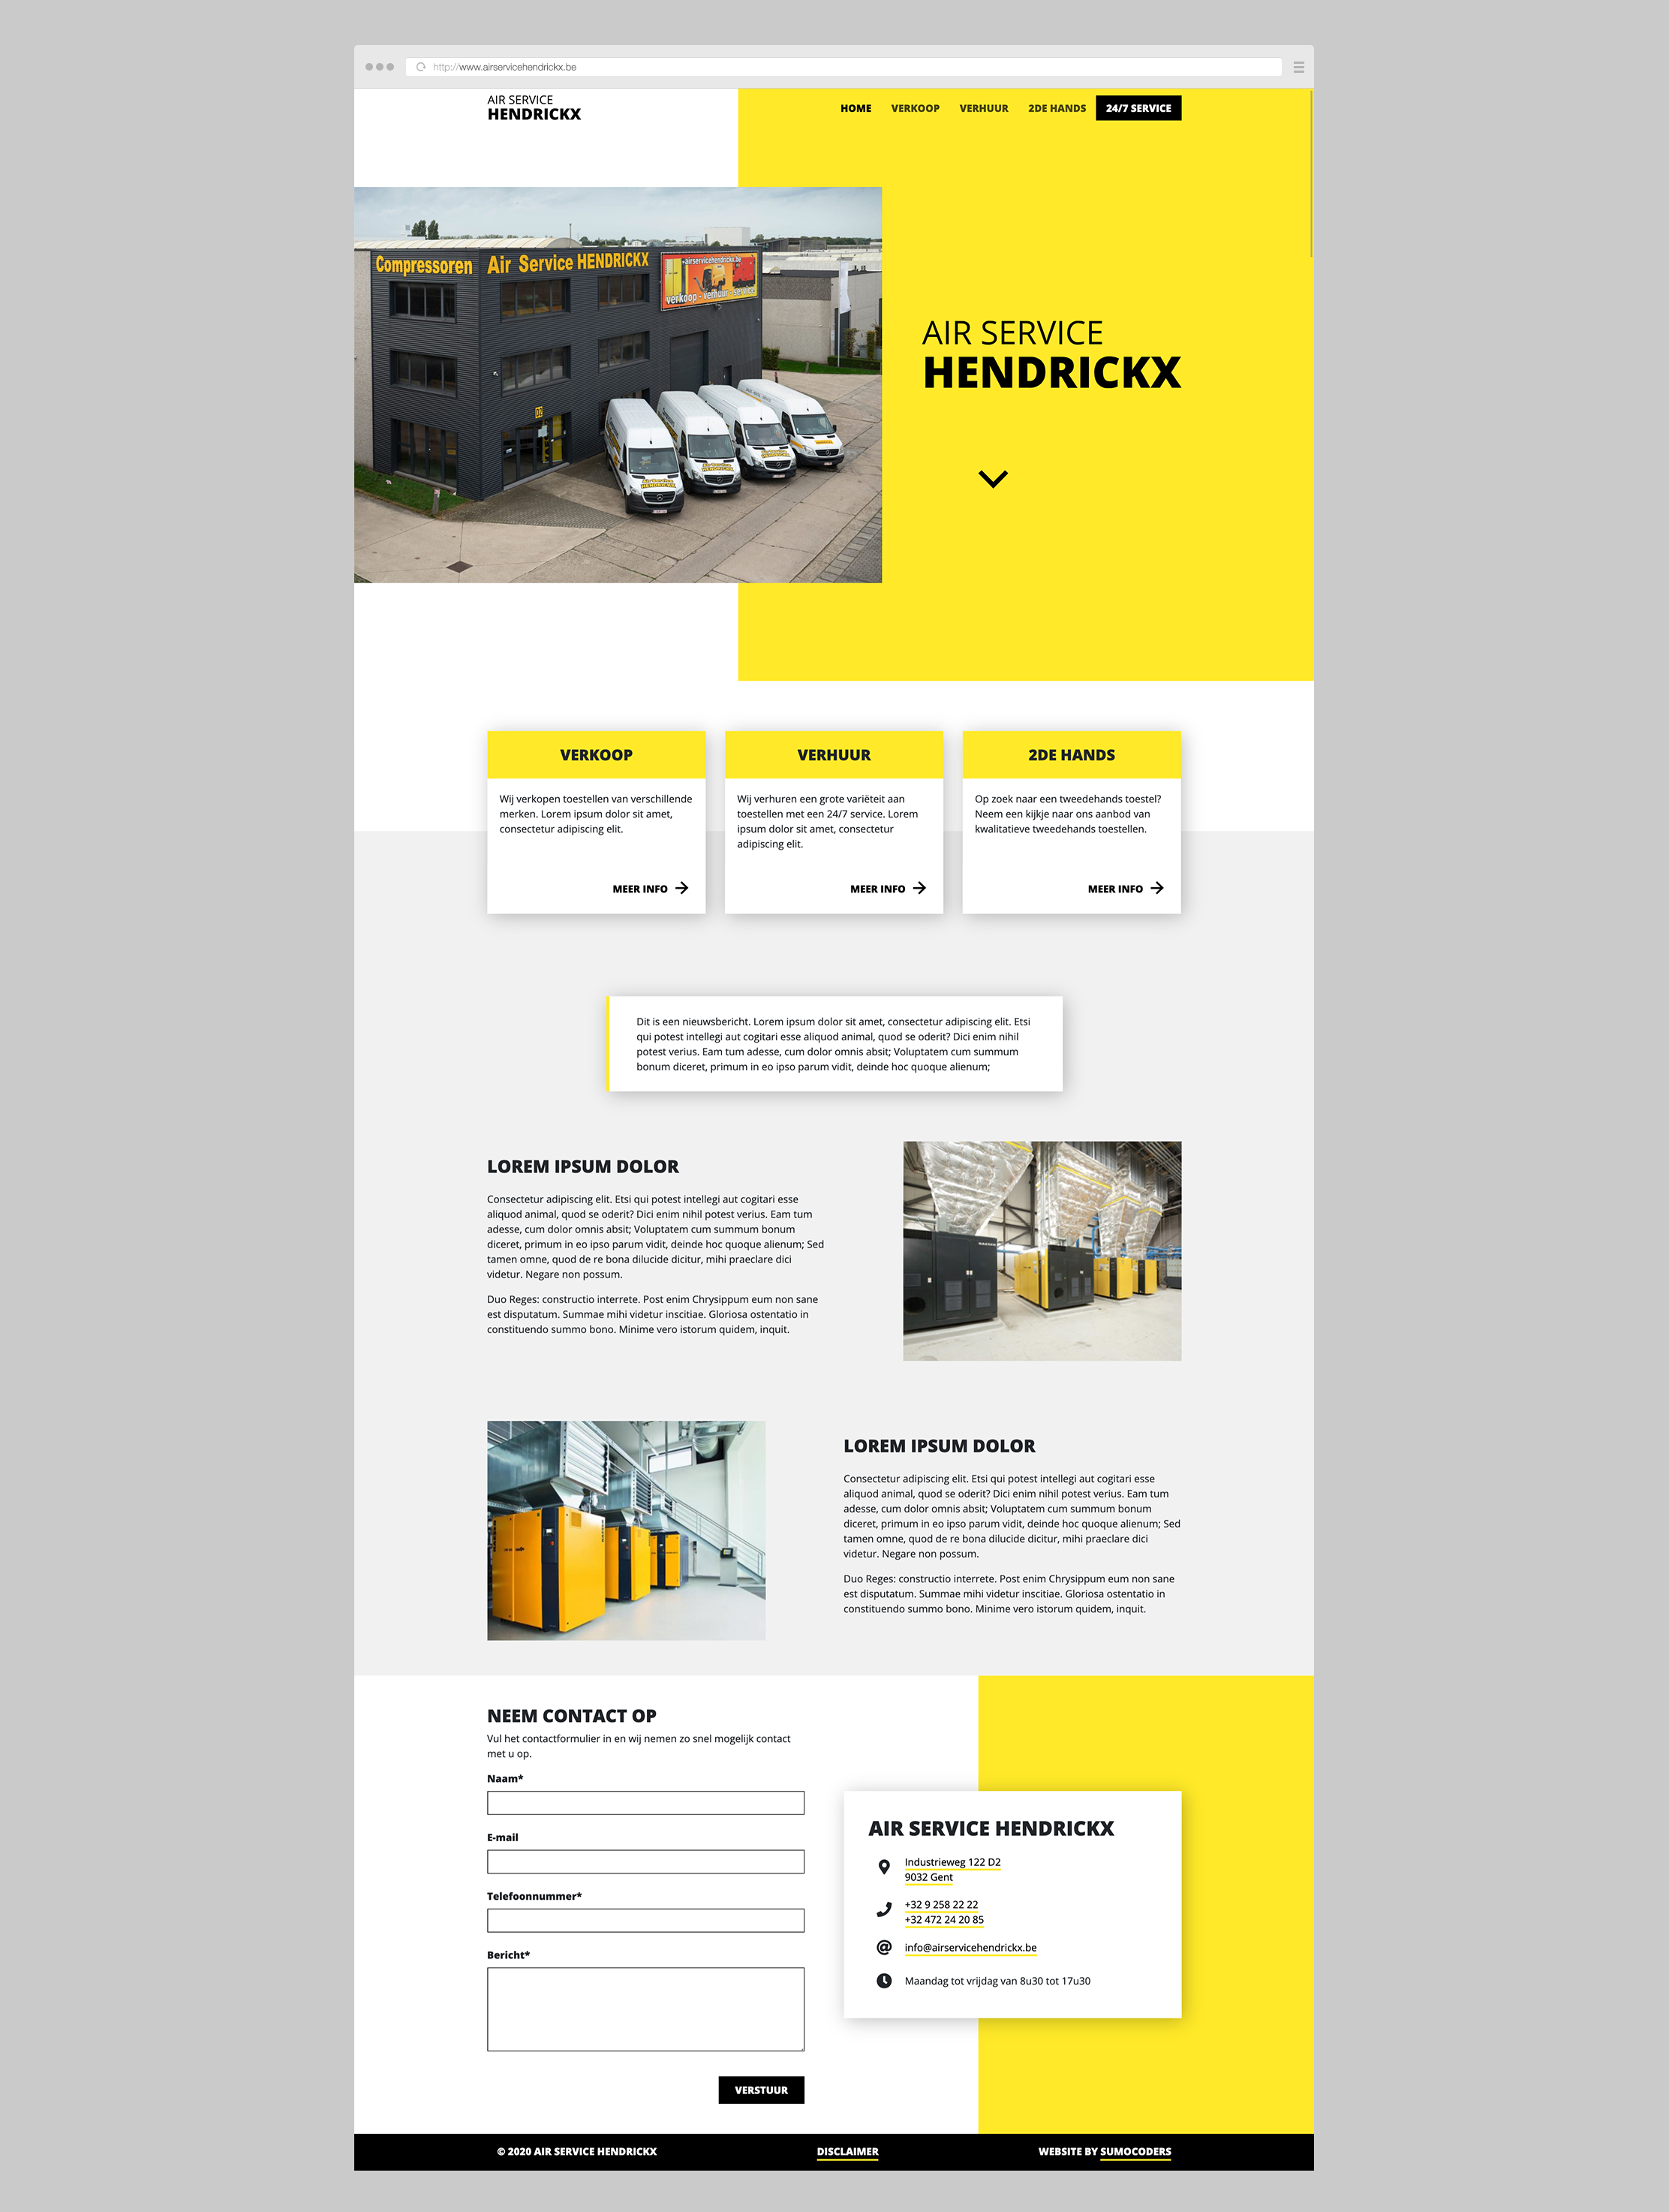 http://www.airservicehendrickx.be
AIR SERVICE
HENDRICKX
HOME VERKOOP VERHUUR 2DE HANDS 24/7 SERVICE
Compressoren Air Service HENDRICKX
airservicehendrickx.be
verkoop - verhuur - service
Air Service
HENDRICKX
AIR SERVICE
HENDRICKX
VERKOOP
Wij verkopen toestellen van verschillende
merken. Lorem ipsum dolor sit amet,
consectetur adipiscing elit.
MEER INFO
VERHUUR
Wij verhuren een grote variëteit aan
toestellen met een 24/7 service. Lorem
ipsum dolor sit amet, consectetur
adipiscing elit.
MEER INFO
2DE HANDS
Op zoek naar een tweedehands toestel?
Neem een kijkje naar ons aanbod van
kwalitatieve tweedehands toestellen.
MEER INFO
Dit is een nieuwsbericht. Lorem ipsum dolor sit amet, consectetur adipiscing elit. Etsi
qui potest intellegi aut cogitari esse aliquod animal, quod se oderit? Dici enim nihil
potest verius. Eam tum adesse, cum dolor omnis absit; Voluptatem cum summum
bonum diceret, primum in eo ipso parum vidit, deinde hoc quoque alienum;
LOREM IPSUM DOLOR
Consectetur adipiscing elit. Etsi qui potest intellegi aut cogitari esse
aliquod animal, quod se oderit? Dici enim nihil potest verius. Eam tum
adesse, cum dolor omnis absit; Voluptatem cum summum bonum
diceret, primum in eo ipso parum vidit, deinde hoc quoque alienum; Sed
tamen omne, quod de re bona dilucide dicitur, mihi praeclare dici
videtur. Negare non possum.
Duo Reges: constructio interrete. Post enim Chrysippum eum non sane
est disputatum. Summae mihi videtur inscitiae. Gloriosa ostentatio in
constituendo summo bono. Minime vero istorum quidem, inquit.
LOREM IPSUM DOLOR
Consectetur adipiscing elit. Etsi qui potest intellegi aut cogitari esse
aliquod animal, quod se oderit? Dici enim nihil potest verius. Eam tum
adesse, cum dolor omnis absit; Voluptatem cum summum bonum
diceret, primum in eo ipso parum vidit, deinde hoc quoque alienum; Sed
tamen omne, quod de re bona dilucide dicitur, mihi praeclare dici
videtur. Negare non possum.
Duo Reges: constructio interrete. Post enim Chrysippum eum non sane
est disputatum. Summae mihi videtur inscitiae. Gloriosa ostentatio in
constituendo summo bono. Minime vero istorum quidem, inquit.
NEEM CONTACT OP
Vul het contactformulier in en wij nemen zo snel mogelijk contact
met u op.
Naam*
E-mail
Telefoonnummer*
Bericht*
VERSTUUR
AIR SERVICE HENDRICKX
Industrieweg 122 D2
9032 Gent
+32 9 258 22 22
+32 472 24 20 85
info@airservicehendrickx.be
Maandag tot vrijdag van 8u30 tot 17u30
© 2020 AIR SERVICE HENDRICKX DISCLAIMER WEBSITE BY SUMOCODERS